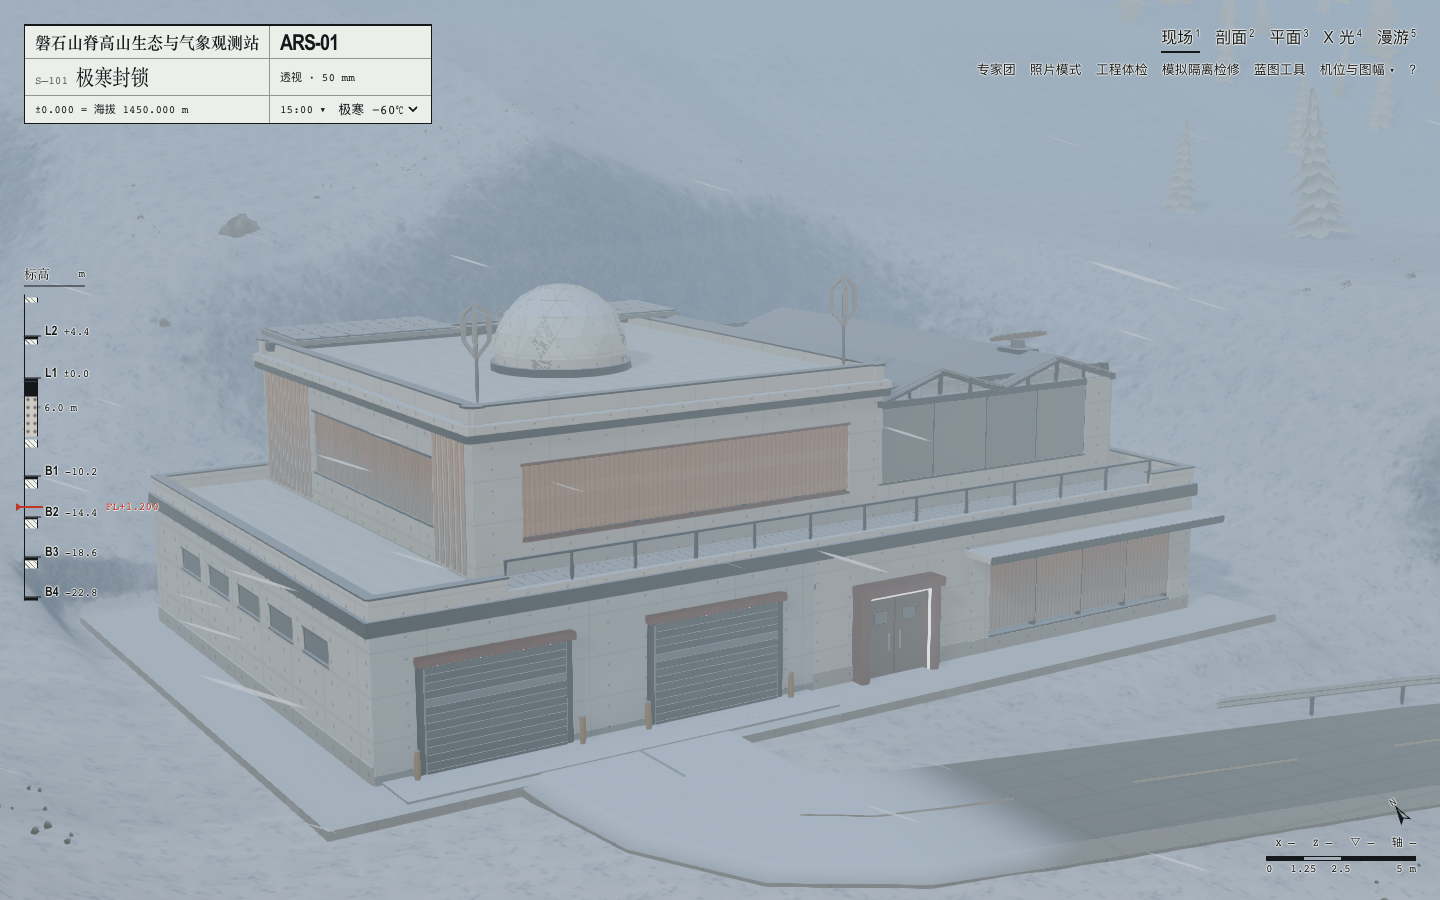 磐石山脊高山生态与气象观测站 ARS-01
S-101 极寒封锁 透视 · 50 mm
±0.000 = 海拔 1450.000 m 15:00 ▾ 极寒 −60℃
现场1 剖面2 平面3 X 光4 漫游5
专家团 照片模式 工程体检 模拟隔离检修 蓝图工具 机位与图幅 ▾ ?
标高 m
L2 +4.4
L1 ±0.0
6.0 m
B1 −10.2
FL+1.200
B2 −14.4
B3 −18.6
B4 −22.8
N
x — z — ▽ — 轴 —
0 1.25 2.5 5 m